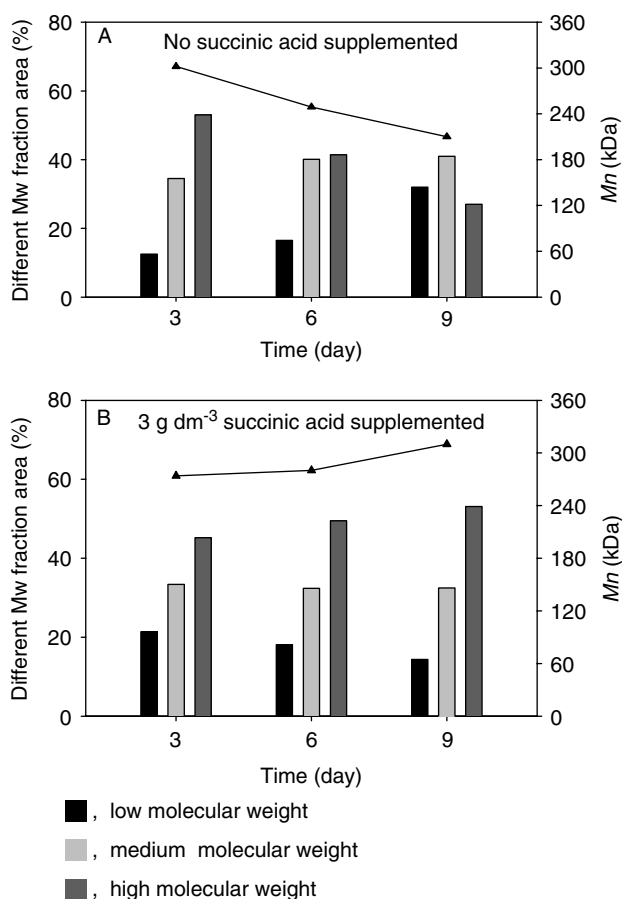 A
No succinic acid supplemented
Different Mw fraction area (%)
80
60
40
20
0
360
300
240
180
120
60
0
Mn (kDa)
3 6 9
Time (day)
B
3 g dm-3 succinic acid supplemented
Different Mw fraction area (%)
80
60
40
20
0
360
300
240
180
120
60
0
Mn (kDa)
3 6 9
Time (day)
, low molecular weight
, medium molecular weight
, high molecular weight